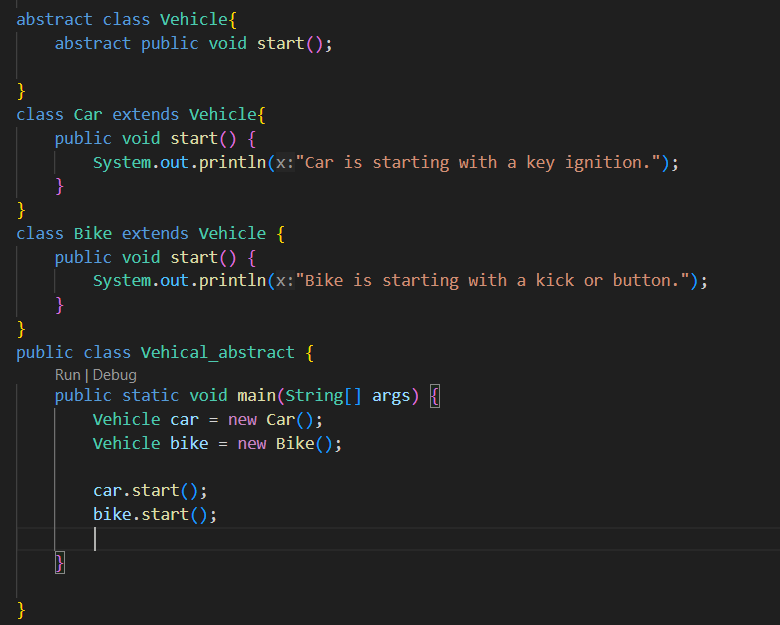 abstract class Vehicle{
    abstract public void start();
}
class Car extends Vehicle{
    public void start() {
        System.out.println(x:"Car is starting with a key ignition.");
    }
}
class Bike extends Vehicle {
    public void start() {
        System.out.println(x:"Bike is starting with a kick or button.");
    }
}
public class Vehical_abstract {
    Run | Debug
    public static void main(String[] args) {
        Vehicle car = new Car();
        Vehicle bike = new Bike();
        car.start();
        bike.start();
    }
}